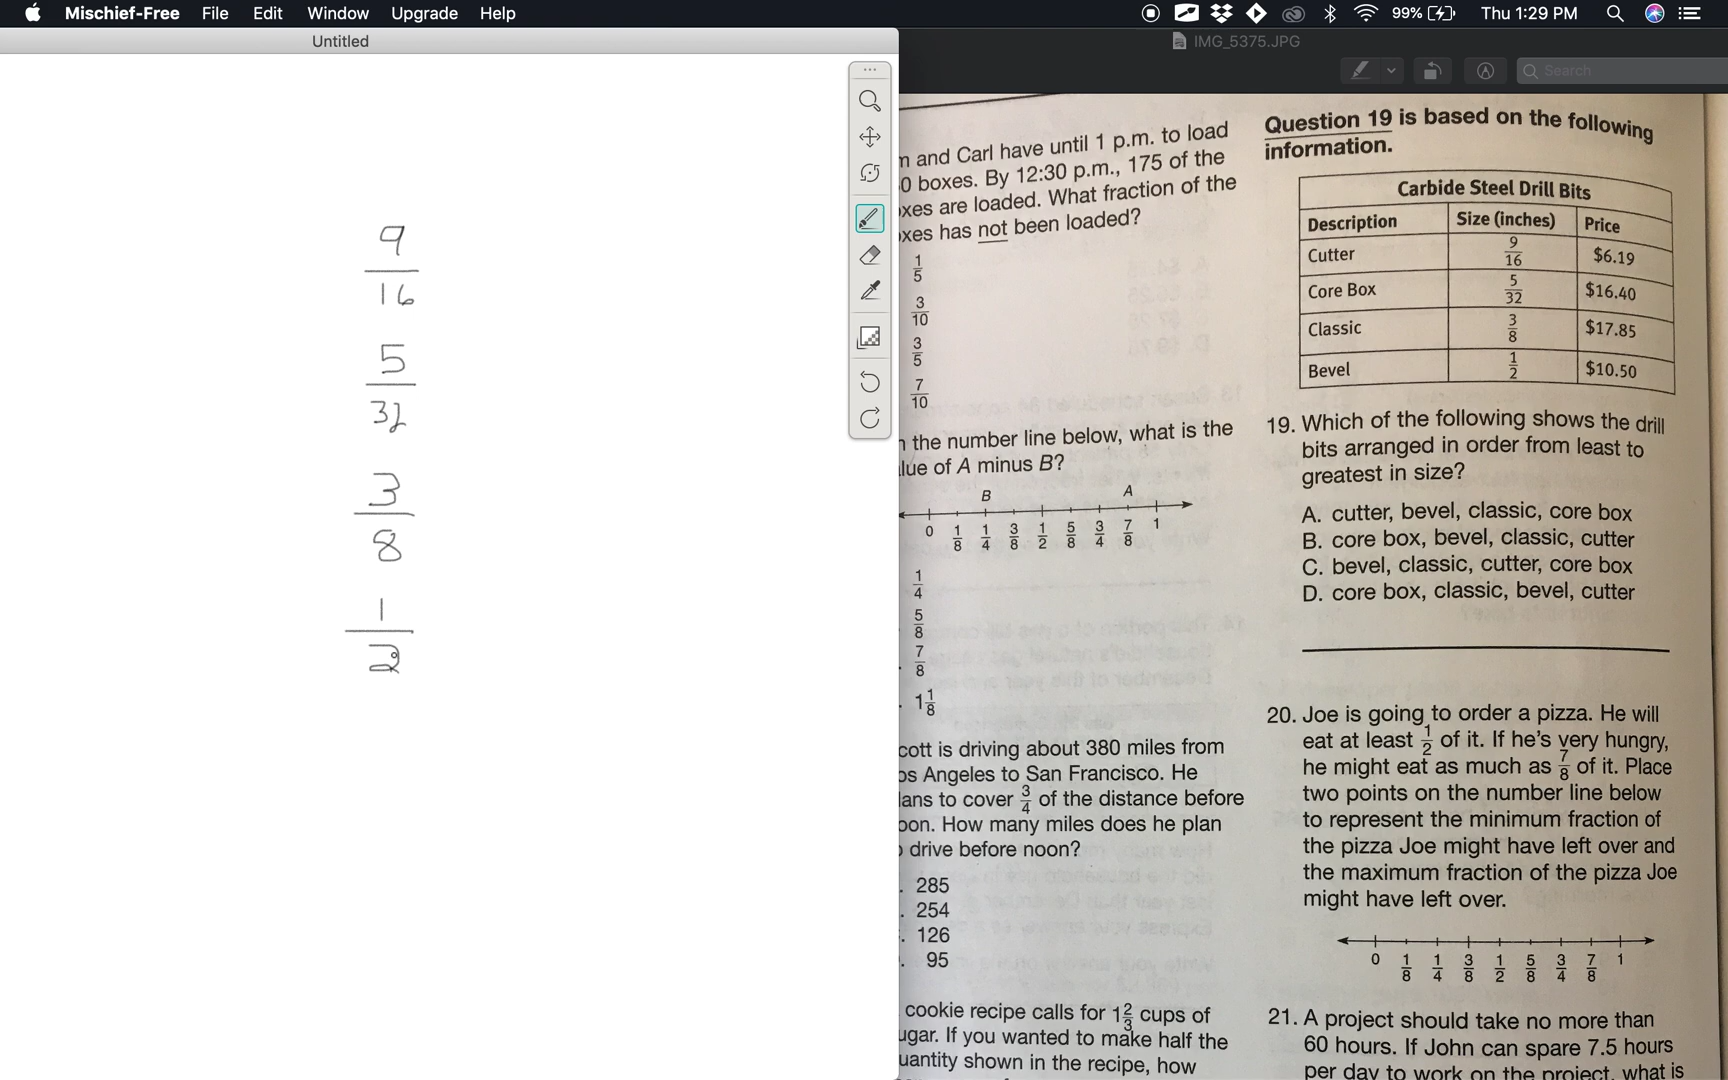 Mischief-Free File Edit Window Upgrade Help 99% Thu 1:29 PM
Untitled
IMG_5375.JPG
Search
9
16
5
32
3
8
1
2
and Carl have until 1 p.m. to load
0 boxes. By 12:30 p.m., 175 of the
xes are loaded. What fraction of the
xes has not been loaded?
1/5
3/10
3/5
7/10
the number line below, what is the
lue of A minus B?
B A
0 1/8 1/4 3/8 1/2 5/8 3/4 7/8 1
1/4
5/8
7/8
1 1/8
cott is driving about 380 miles from
os Angeles to San Francisco. He
lans to cover 3/4 of the distance before
oon. How many miles does he plan
drive before noon?
. 285
. 254
. 126
. 95
cookie recipe calls for 1 2/3 cups of
ugar. If you wanted to make half the
uantity shown in the recipe, how
Question 19 is based on the following
information.
Carbide Steel Drill Bits
Description Size (inches) Price
Cutter 9/16 $6.19
Core Box 5/32 $16.40
Classic 3/8 $17.85
Bevel 1/2 $10.50
19. Which of the following shows the drill
bits arranged in order from least to
greatest in size?
A. cutter, bevel, classic, core box
B. core box, bevel, classic, cutter
C. bevel, classic, cutter, core box
D. core box, classic, bevel, cutter
20. Joe is going to order a pizza. He will
eat at least 1/2 of it. If he's very hungry,
he might eat as much as 7/8 of it. Place
two points on the number line below
to represent the minimum fraction of
the pizza Joe might have left over and
the maximum fraction of the pizza Joe
might have left over.
0 1/8 1/4 3/8 1/2 5/8 3/4 7/8 1
21. A project should take no more than
60 hours. If John can spare 7.5 hours
per day to work on the project, what is